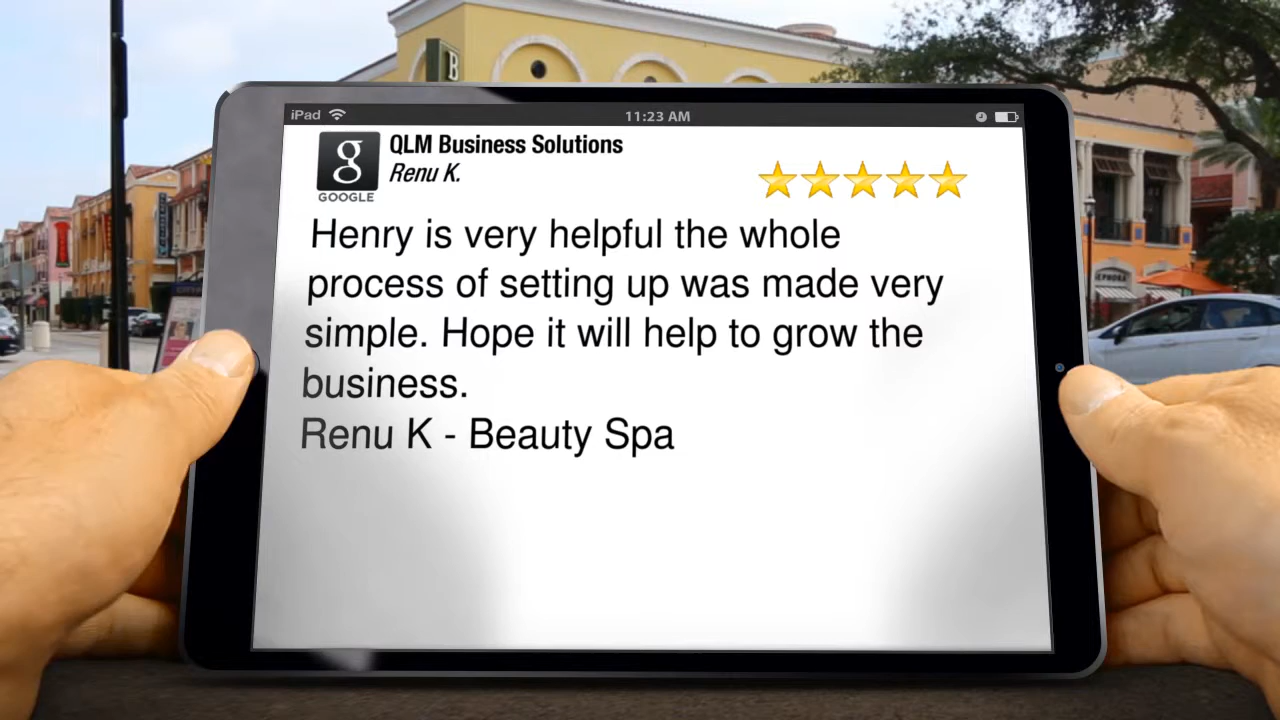 B
iPad
11:23 AM
g
GOOGLE
QLM Business Solutions
Renu K.
Henry is very helpful the whole
process of setting up was made very
simple. Hope it will help to grow the
business.
Renu K - Beauty Spa
SEPHORA